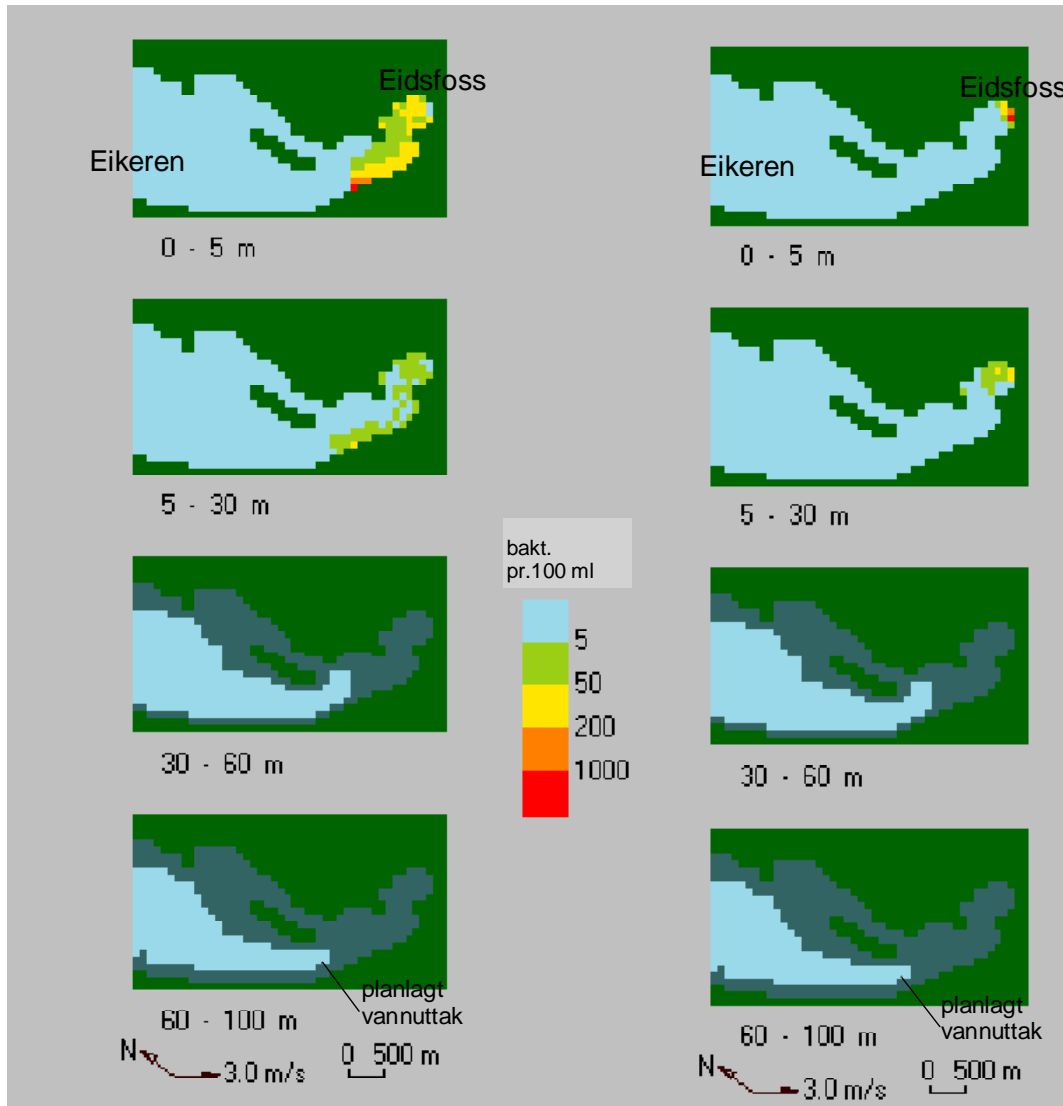 Eidsfoss
Eikeren
0 - 5 m
5 - 30 m
30 - 60 m
planlagt
vannuttak
60 - 100 m
N 3.0 m/s 0 500 m
bakt.
pr.100 ml
5
50
200
1000
Eidsfoss
Eikeren
0 - 5 m
5 - 30 m
30 - 60 m
planlagt
vannuttak
60 - 100 m
N 3.0 m/s 0 500 m